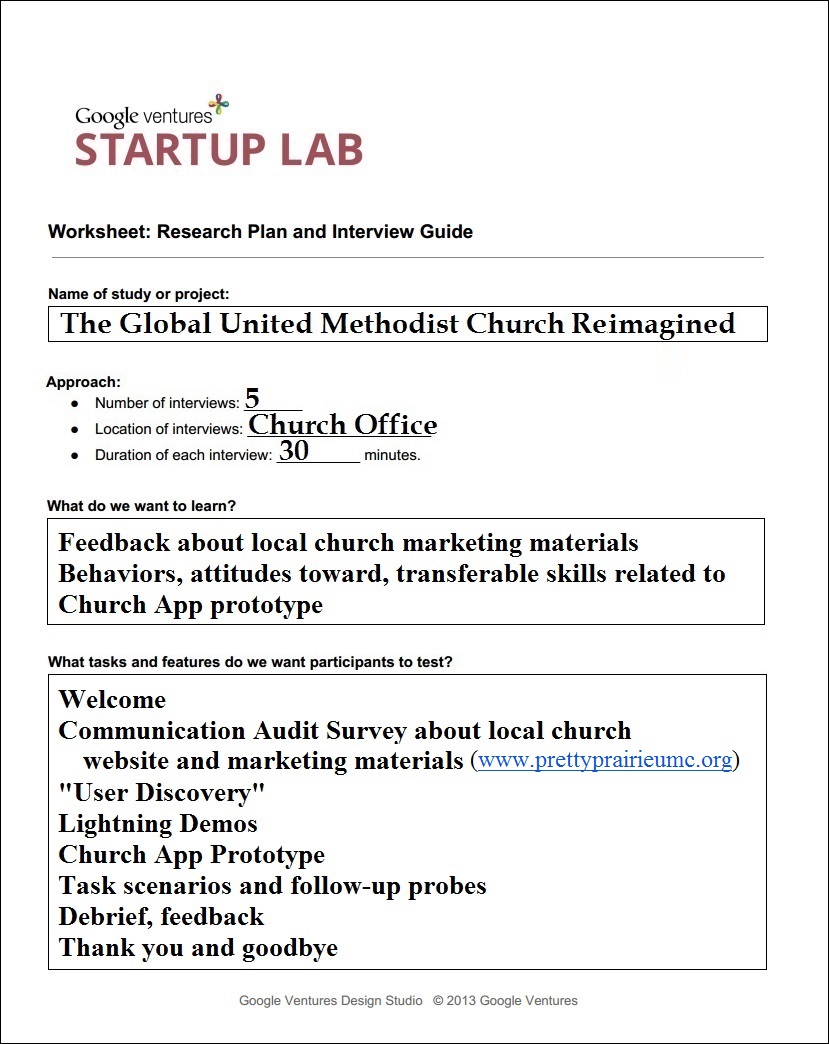 Google ventures
STARTUP LAB
Worksheet: Research Plan and Interview Guide
Name of study or project:
The Global United Methodist Church Reimagined
Approach:
● Number of interviews: 5
● Location of interviews: Church Office
● Duration of each interview: 30 minutes.
What do we want to learn?
Feedback about local church marketing materials
Behaviors, attitudes toward, transferable skills related to
Church App prototype
What tasks and features do we want participants to test?
Welcome
Communication Audit Survey about local church
website and marketing materials (www.prettyprairieumc.org)
"User Discovery"
Lightning Demos
Church App Prototype
Task scenarios and follow-up probes
Debrief, feedback
Thank you and goodbye
Google Ventures Design Studio © 2013 Google Ventures